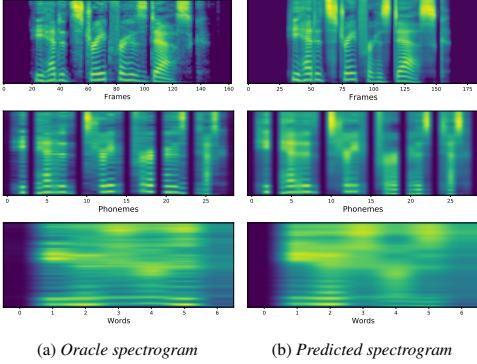 0 20 40 60 80 100 120 140 160
Frames
0 25 50 75 100 125 150 175
Frames
0 5 10 15 20 25
Phonemes
0 5 10 15 20 25
Phonemes
0 1 2 3 4 5 6
Words
0 1 2 3 4 5 6
Words
(a) Oracle spectrogram
(b) Predicted spectrogram